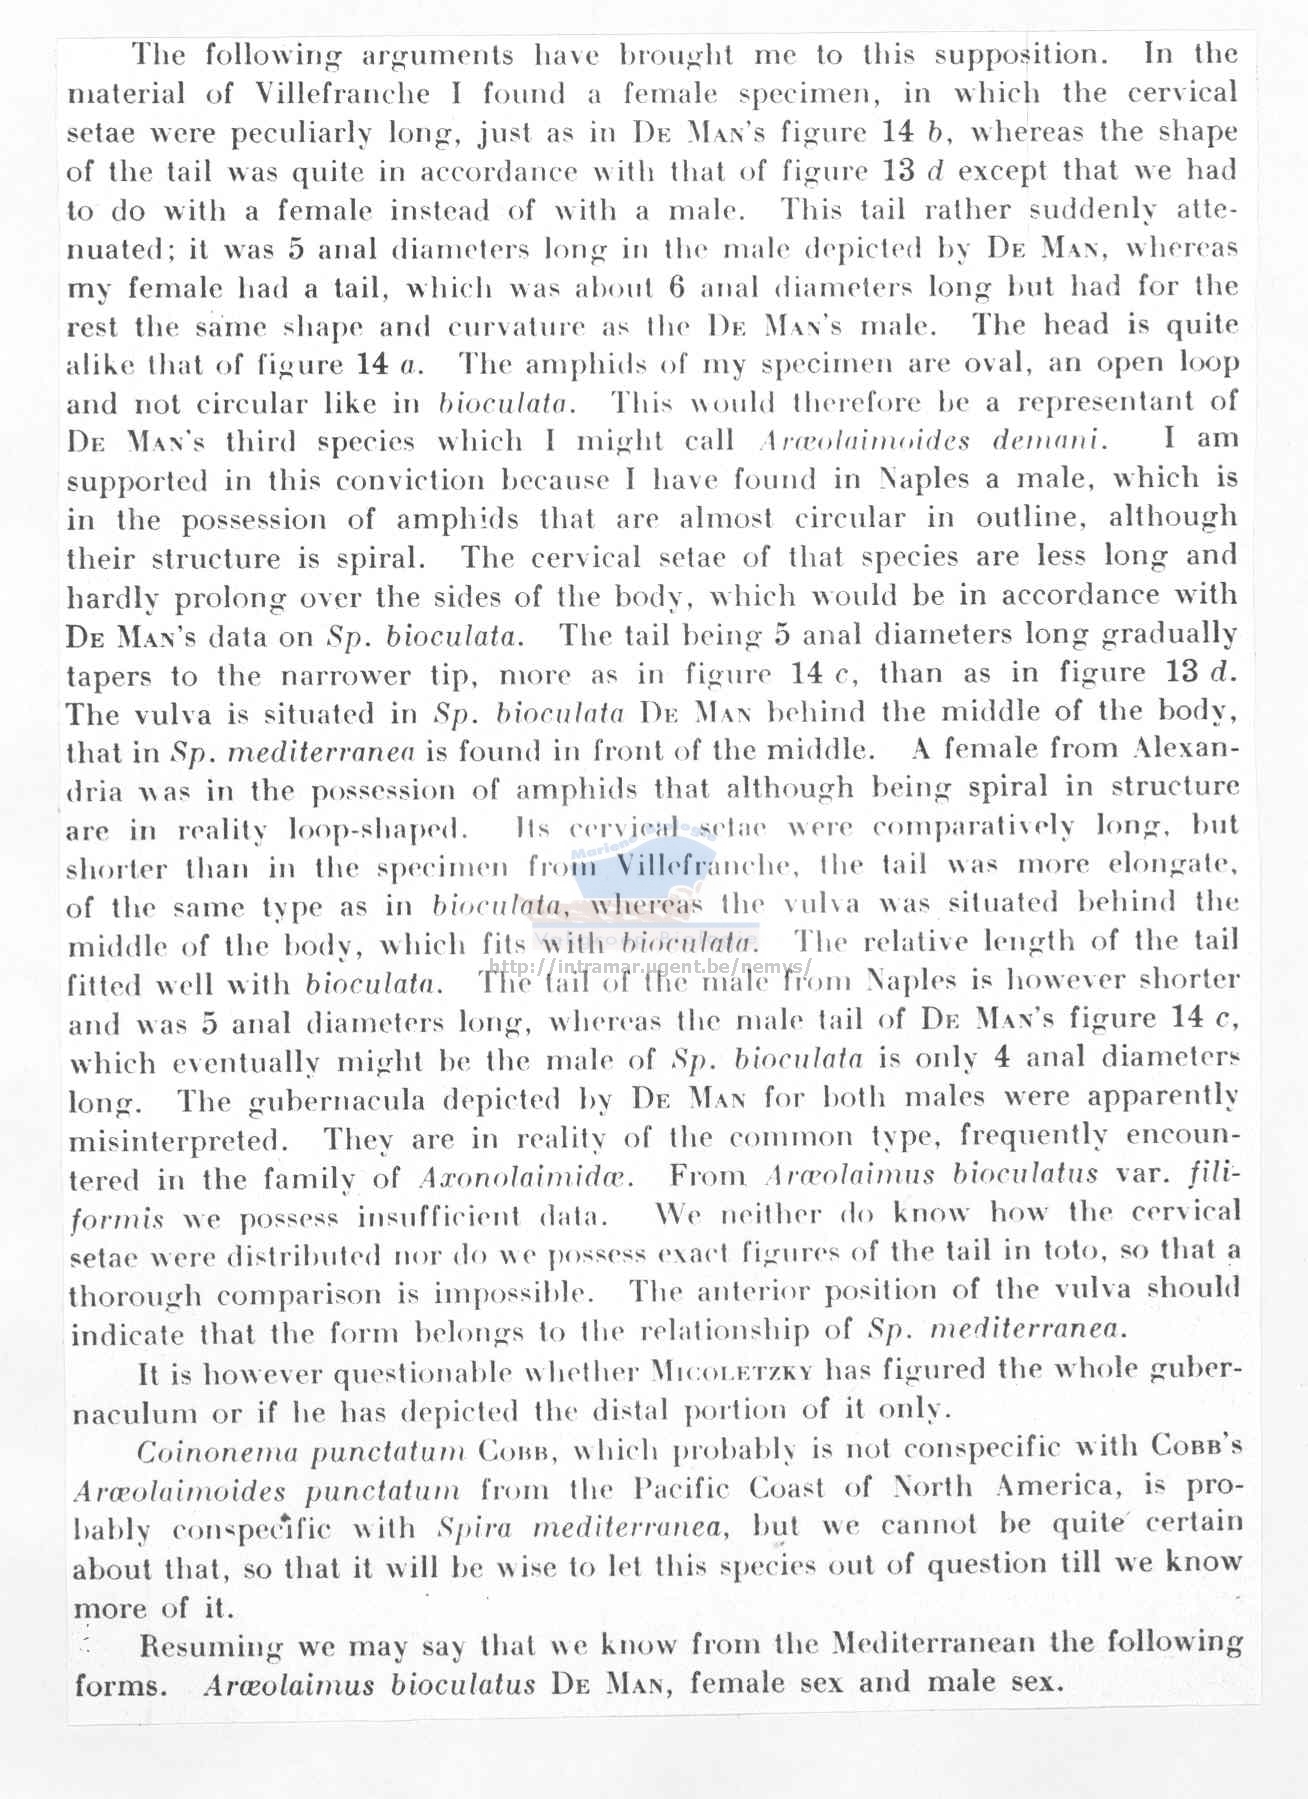 The following arguments have brought me to this supposition. In the
material of Villefranche I found a female specimen, in which the cervical
setae were peculiarly long, just as in DE MAN'S figure 14 b, whereas the shape
of the tail was quite in accordance with that of figure 13 d except that we had
to do with a female instead of with a male. This tail rather suddenly atte-
nuated; it was 5 anal diameters long in the male depicted by DE MAN, whereas
my female had a tail, which was about 6 anal diameters long but had for the
rest the same shape and curvature as the DE MAN'S male. The head is quite
alike that of figure 14 a. The amphids of my specimen are oval, an open loop
and not circular like in bioculata. This would therefore be a representant of
DE MAN'S third species which I might call Aræolaimoides demani. I am
supported in this conviction because I have found in Naples a male, which is
in the possession of amphids that are almost circular in outline, although
their structure is spiral. The cervical setae of that species are less long and
hardly prolong over the sides of the body, which would be in accordance with
DE MAN'S data on Sp. bioculata. The tail being 5 anal diameters long gradually
tapers to the narrower tip, more as in figure 14 c, than as in figure 13 d.
The vulva is situated in Sp. bioculata DE MAN behind the middle of the body,
that in Sp. mediterranea is found in front of the middle. A female from Alexan-
dria was in the possession of amphids that although being spiral in structure
are in reality loop-shaped. Its cervical setae were comparatively long, but
shorter than in the specimen from Villefranche, the tail was more elongate,
of the same type as in bioculata, whereas the vulva was situated behind the
middle of the body, which fits with bioculata. The relative length of the tail
http://intramar.ugent.be/nemys/
fitted well with bioculata. The tail of the male from Naples is however shorter
and was 5 anal diameters long, whereas the male tail of DE MAN'S figure 14 c,
which eventually might be the male of Sp. bioculata is only 4 anal diameters
long. The gubernacula depicted by DE MAN for both males were apparently
misinterpreted. They are in reality of the common type, frequently encoun-
tered in the family of Axonolaimidæ. From Aræolaimus bioculatus var. fili-
formis we possess insufficient data. We neither do know how the cervical
setae were distributed nor do we possess exact figures of the tail in toto, so that a
thorough comparison is impossible. The anterior position of the vulva should
indicate that the form belongs to the relationship of Sp. mediterranea.
It is however questionable whether MICOLETZKY has figured the whole guber-
naculum or if he has depicted the distal portion of it only.
Coinonema punctatum COBB, which probably is not conspecific with COBB'S
Aræolaimoides punctatum from the Pacific Coast of North America, is pro-
bably conspecific with Spira mediterranea, but we cannot be quite certain
about that, so that it will be wise to let this species out of question till we know
more of it.
Resuming we may say that we know from the Mediterranean the following
forms. Aræolaimus bioculatus DE MAN, female sex and male sex.